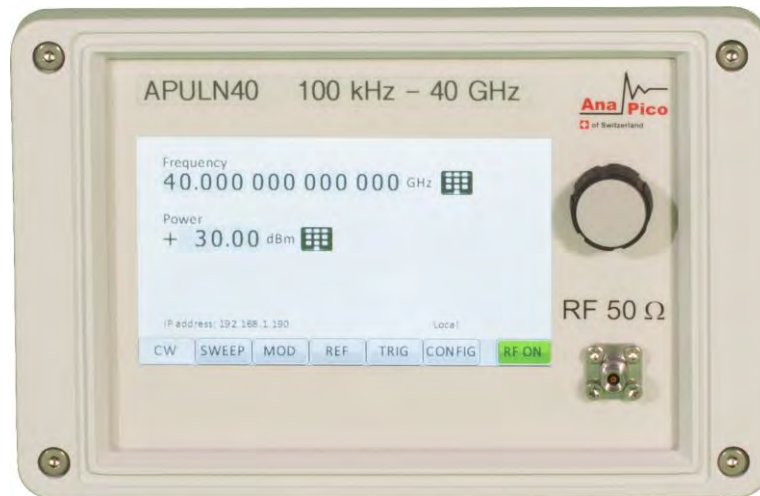 APULN40 100 kHz – 40 GHz
Ana Pico
of Switzerland
Frequency
40.000 000 000 000 GHz
Power
+ 30.00 dBm
RF 50 Ω
IP address: 192.168.1.190 Local
CW SWEEP MOD REF TRIG CONFIG RF ON